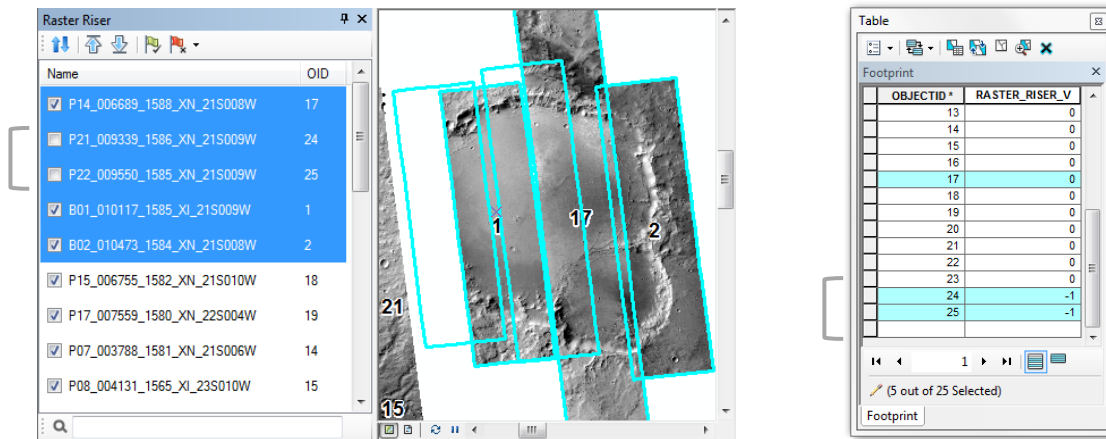 Raster Riser
Name OID
P14_006689_1588_XN_21S008W 17
P21_009339_1586_XN_21S009W 24
P22_009550_1585_XN_21S009W 25
B01_010117_1585_XI_21S009W 1
B02_010473_1584_XN_21S008W 2
P15_006755_1582_XN_21S010W 18
P17_007559_1580_XN_22S004W 19
P07_003788_1581_XN_21S006W 14
P08_004131_1565_XI_23S010W 15
1
17
2
21
15
Table
Footprint
OBJECTID * RASTER_RISER_V
13 0
14 0
15 0
16 0
17 0
18 0
19 0
20 0
21 0
22 0
23 0
24 -1
25 -1
1
(5 out of 25 Selected)
Footprint